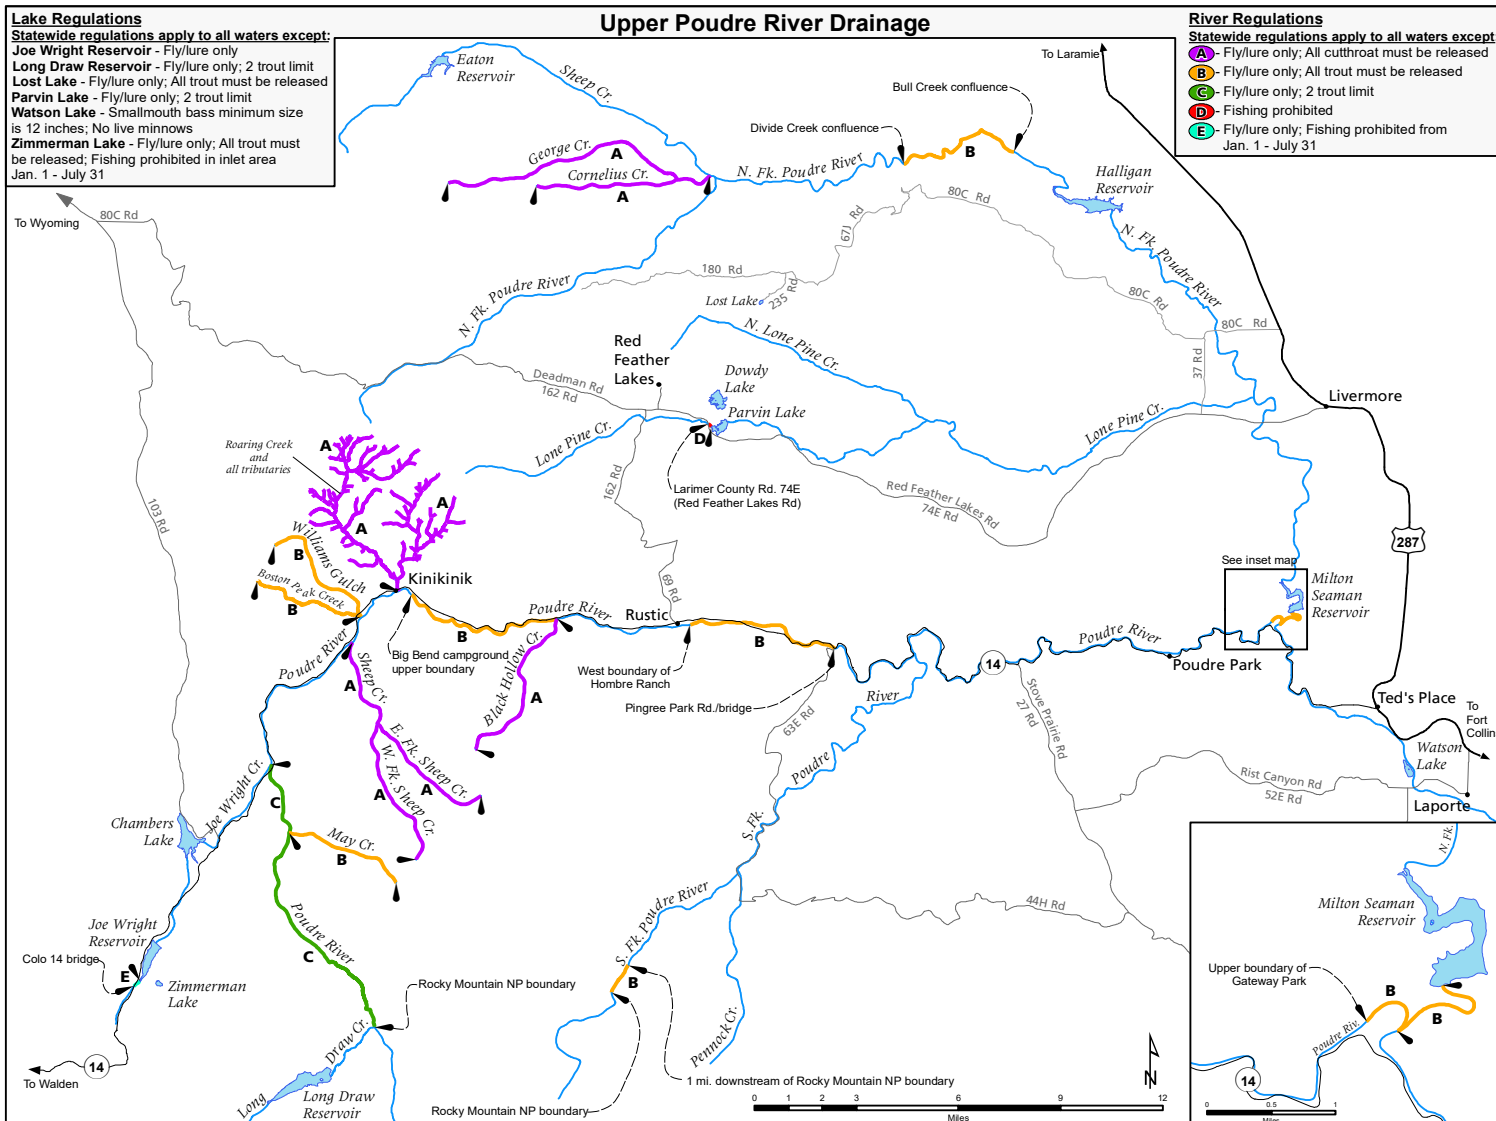 Upper Poudre River Drainage
Lake Regulations
Statewide regulations apply to all waters except:
Joe Wright Reservoir - Fly/lure only
Long Draw Reservoir - Fly/lure only; 2 trout limit
Lost Lake - Fly/lure only; All trout must be released
Parvin Lake - Fly/lure only; 2 trout limit
Watson Lake - Smallmouth bass minimum size
is 12 inches; No live minnows
Zimmerman Lake - Fly/lure only; All trout must
be released; Fishing prohibited in inlet area
Jan. 1 - July 31
River Regulations
Statewide regulations apply to all waters except
A - Fly/lure only; All cutthroat must be released
B - Fly/lure only; All trout must be released
C - Fly/lure only; 2 trout limit
D - Fishing prohibited
E - Fly/lure only; Fishing prohibited from
Jan. 1 - July 31
To Laramie
Eaton
Reservoir
Sheep Cr.
Bull Creek confluence
Divide Creek confluence
B
George Cr.
A
Cornelius Cr.
A
N. Fk. Poudre River
Halligan
Reservoir
80C Rd
To Wyoming
80C Rd
67J Rd
N. Fk. Poudre River
180 Rd
235 Rd
Lost Lake
N. Fk. Poudre River
80C Rd
80C Rd
37 Rd
N. Lone Pine Cr.
Red
Feather
Lakes
Deadman Rd
162 Rd
Dowdy
Lake
Parvin Lake
D
Livermore
Lone Pine Cr.
Lone Pine Cr.
Roaring Creek
and
all tributaries
A
A
A
162 Rd
Larimer County Rd. 74E
(Red Feather Lakes Rd)
Red Feather Lakes Rd
74E Rd
103 Rd
287
Williams Gulch
B
Boston Peak Creek
B
Kinikinik
69 Rd
See inset map
Milton
Seaman
Reservoir
Poudre River
Rustic
B
B
Poudre River
Big Bend campground
upper boundary
West boundary of
Hombre Ranch
Pingree Park Rd./bridge
Poudre River
14
Poudre Park
Sheep Cr.
A
Black Hollow Cr.
A
River
Poudre
S. Fk.
63E Rd
Stove Prairie Rd
27 Rd
Ted's Place
To
Fort
Collin
Watson
Lake
E. Fk. Sheep Cr.
A
W. Fk. Sheep Cr.
A
Rist Canyon Rd
52E Rd
Laporte
Joe Wright Cr.
C
Chambers
Lake
May Cr.
B
44H Rd
Poudre River
C
S. Fk. Poudre River
B
Joe Wright
Reservoir
Colo 14 bridge
E
Zimmerman
Lake
Rocky Mountain NP boundary
Pennock Cr.
14
To Walden
Long
Draw Cr.
Long Draw
Reservoir
1 mi. downstream of Rocky Mountain NP boundary
Rocky Mountain NP boundary
N
0 1 2 3 6 9 12
Miles
N. Fk.
Milton Seaman
Reservoir
Upper boundary of
Gateway Park
B
B
Poudre Riv.
14
0 0.5 1
Miles